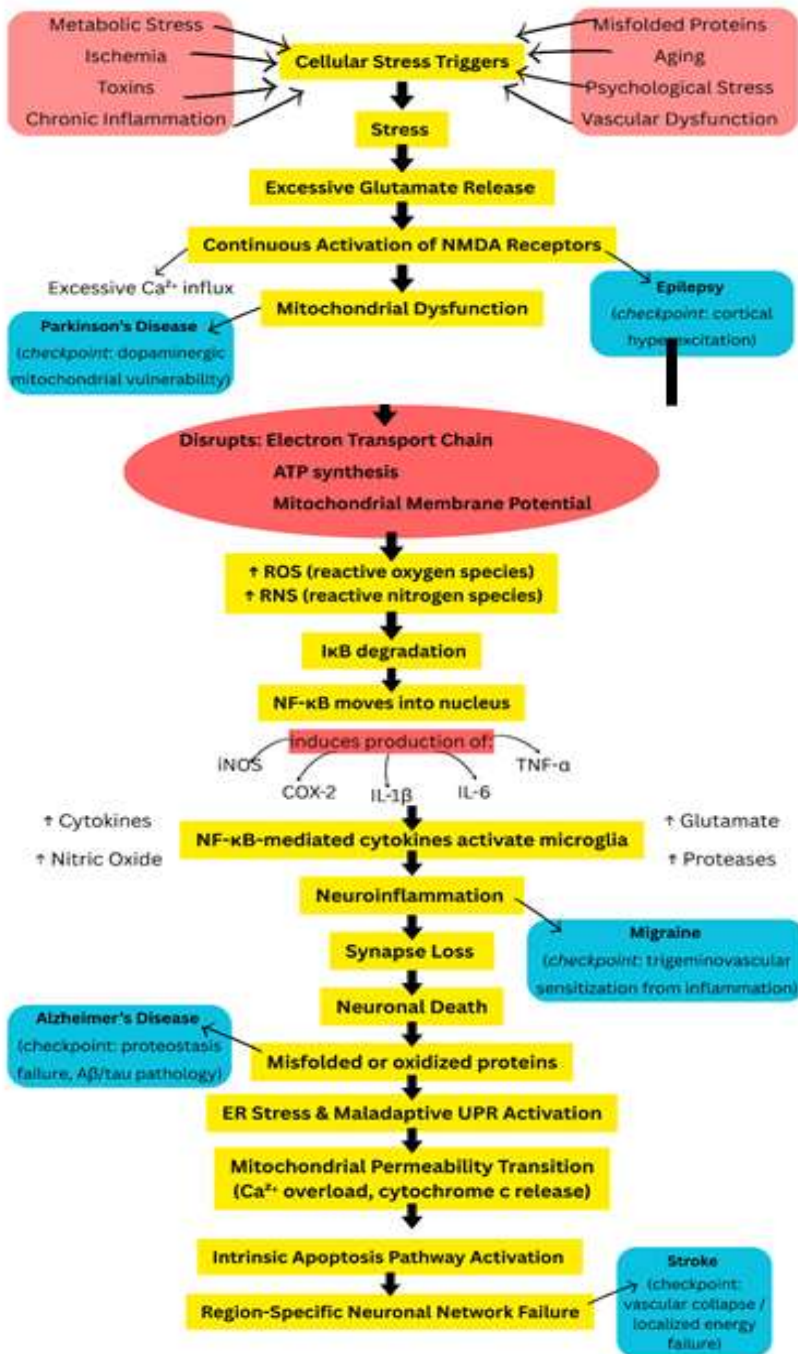 Metabolic Stress
Ischemia
Toxins
Chronic Inflammation
Misfolded Proteins
Aging
Psychological Stress
Vascular Dysfunction
Cellular Stress Triggers
Stress
Excessive Glutamate Release
Continuous Activation of NMDA Receptors
Excessive Ca²⁺ influx
Mitochondrial Dysfunction
Epilepsy
(checkpoint: cortical
hyperexcitation)
Parkinson's Disease
(checkpoint: dopaminergic
mitochondrial vulnerability)
Disrupts: Electron Transport Chain
ATP synthesis
Mitochondrial Membrane Potential
↑ ROS (reactive oxygen species)
↑ RNS (reactive nitrogen species)
IκB degradation
NF-κB moves into nucleus
induces production of:
iNOS
COX-2
IL-1β
IL-6
TNF-α
↑ Cytokines
↑ Nitric Oxide
NF-κB-mediated cytokines activate microglia
↑ Glutamate
↑ Proteases
Neuroinflammation
Migraine
(checkpoint: trigeminovascular
sensitization from inflammation)
Synapse Loss
Neuronal Death
Alzheimer's Disease
(checkpoint: proteostasis
failure, Aβ/tau pathology)
Misfolded or oxidized proteins
ER Stress & Maladaptive UPR Activation
Mitochondrial Permeability Transition
(Ca²⁺ overload, cytochrome c release)
Intrinsic Apoptosis Pathway Activation
Region-Specific Neuronal Network Failure
Stroke
(checkpoint:
vascular collapse /
localized energy
failure)